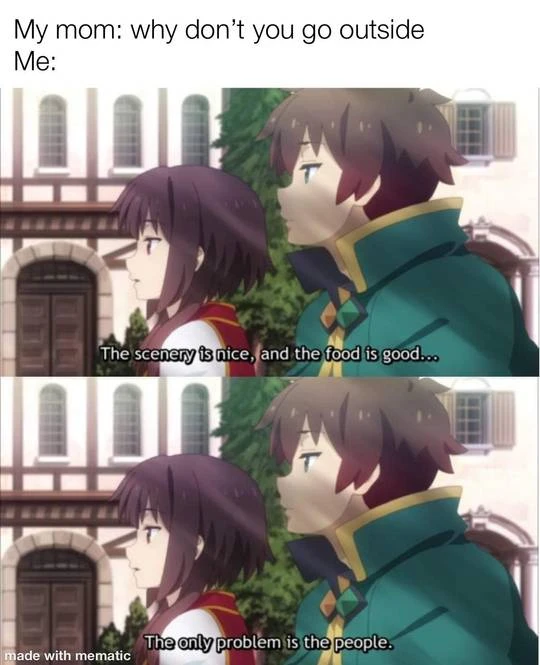 My mom: why don’t you go outside
Me:
The scenery is nice, and the food is good...
The only problem is the people.
made with mematic